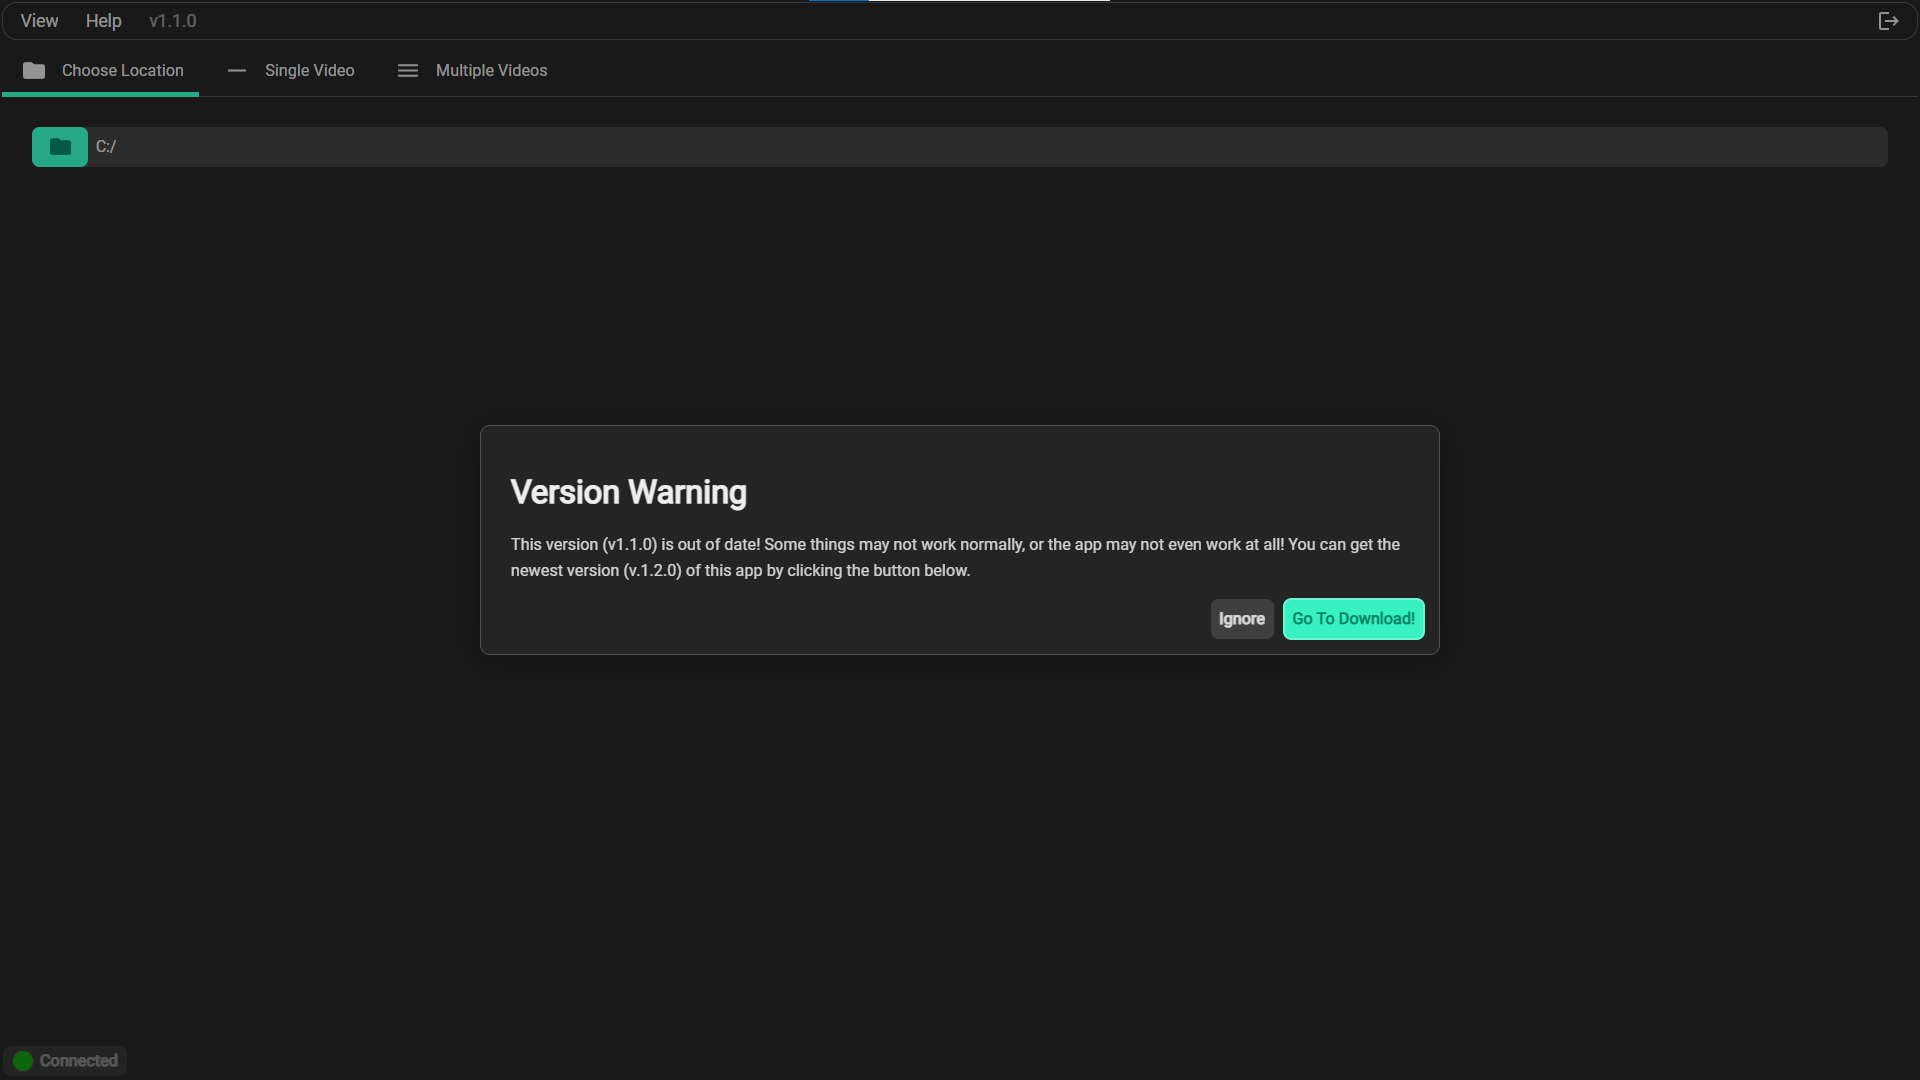 View Help v1.1.0
Choose Location Single Video Multiple Videos
C:/
Version Warning
This version (v1.1.0) is out of date! Some things may not work normally, or the app may not even work at all! You can get the
newest version (v.1.2.0) of this app by clicking the button below.
Ignore Go To Download!
Connected